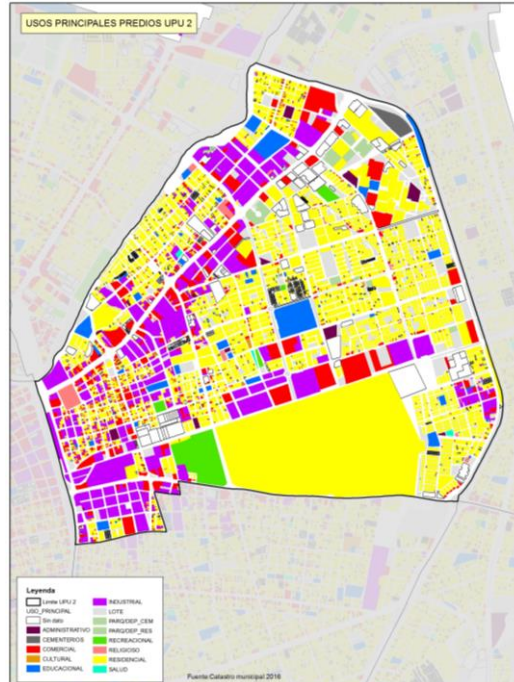 USOS PRINCIPALES PREDIOS UPU 2
Leyenda
Limite UPU 2
USO_PRINCIPAL
Sin dato
ADMINISTRATIVO
CEMENTERIOS
COMERCIAL
CULTURAL
EDUCACIONAL
INDUSTRIAL
LOTE
PARQ/DEP_CEM
PARQ/DEP_RES
RECREACIONAL
RELIGIOSO
RESIDENCIAL
SALUD
Fuente:Catastro municipal 2016